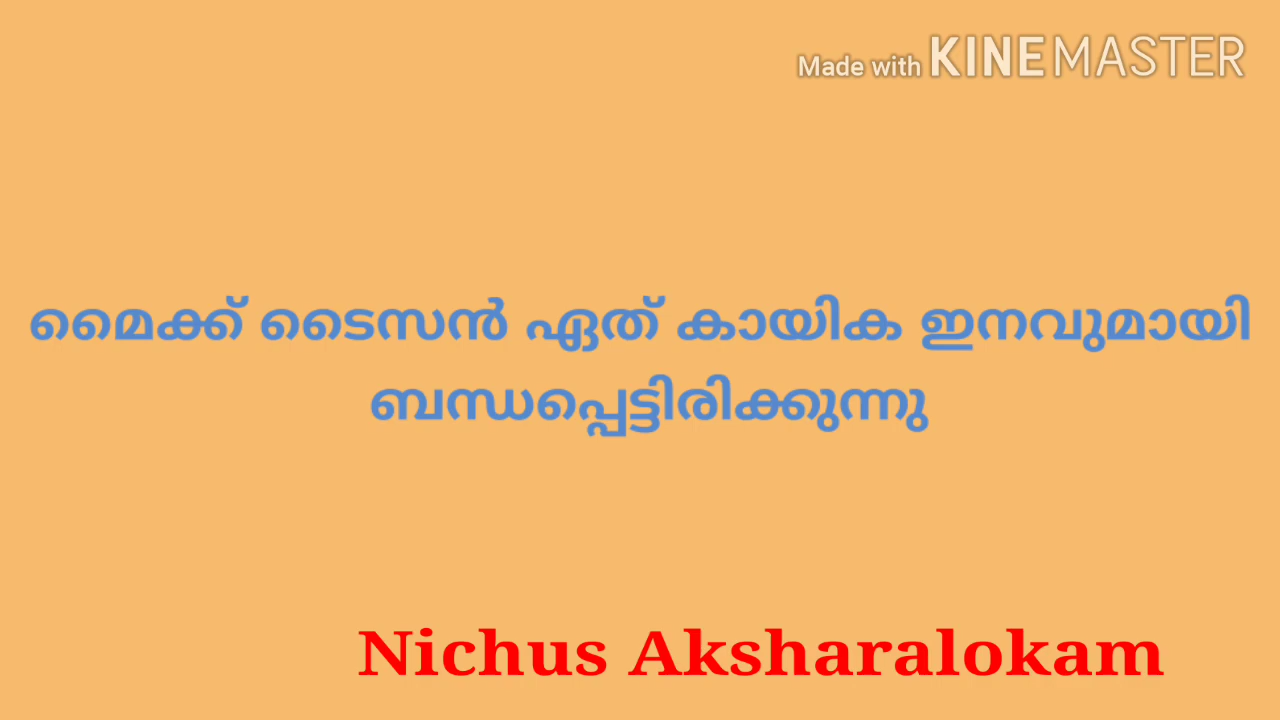 Made with KINEMASTER
മൈക്ക് ടൈസൻ ഏത് കായിക ഇനവുമായി
ബന്ധപ്പെട്ടിരിക്കുന്നു
Nichus Aksharalokam